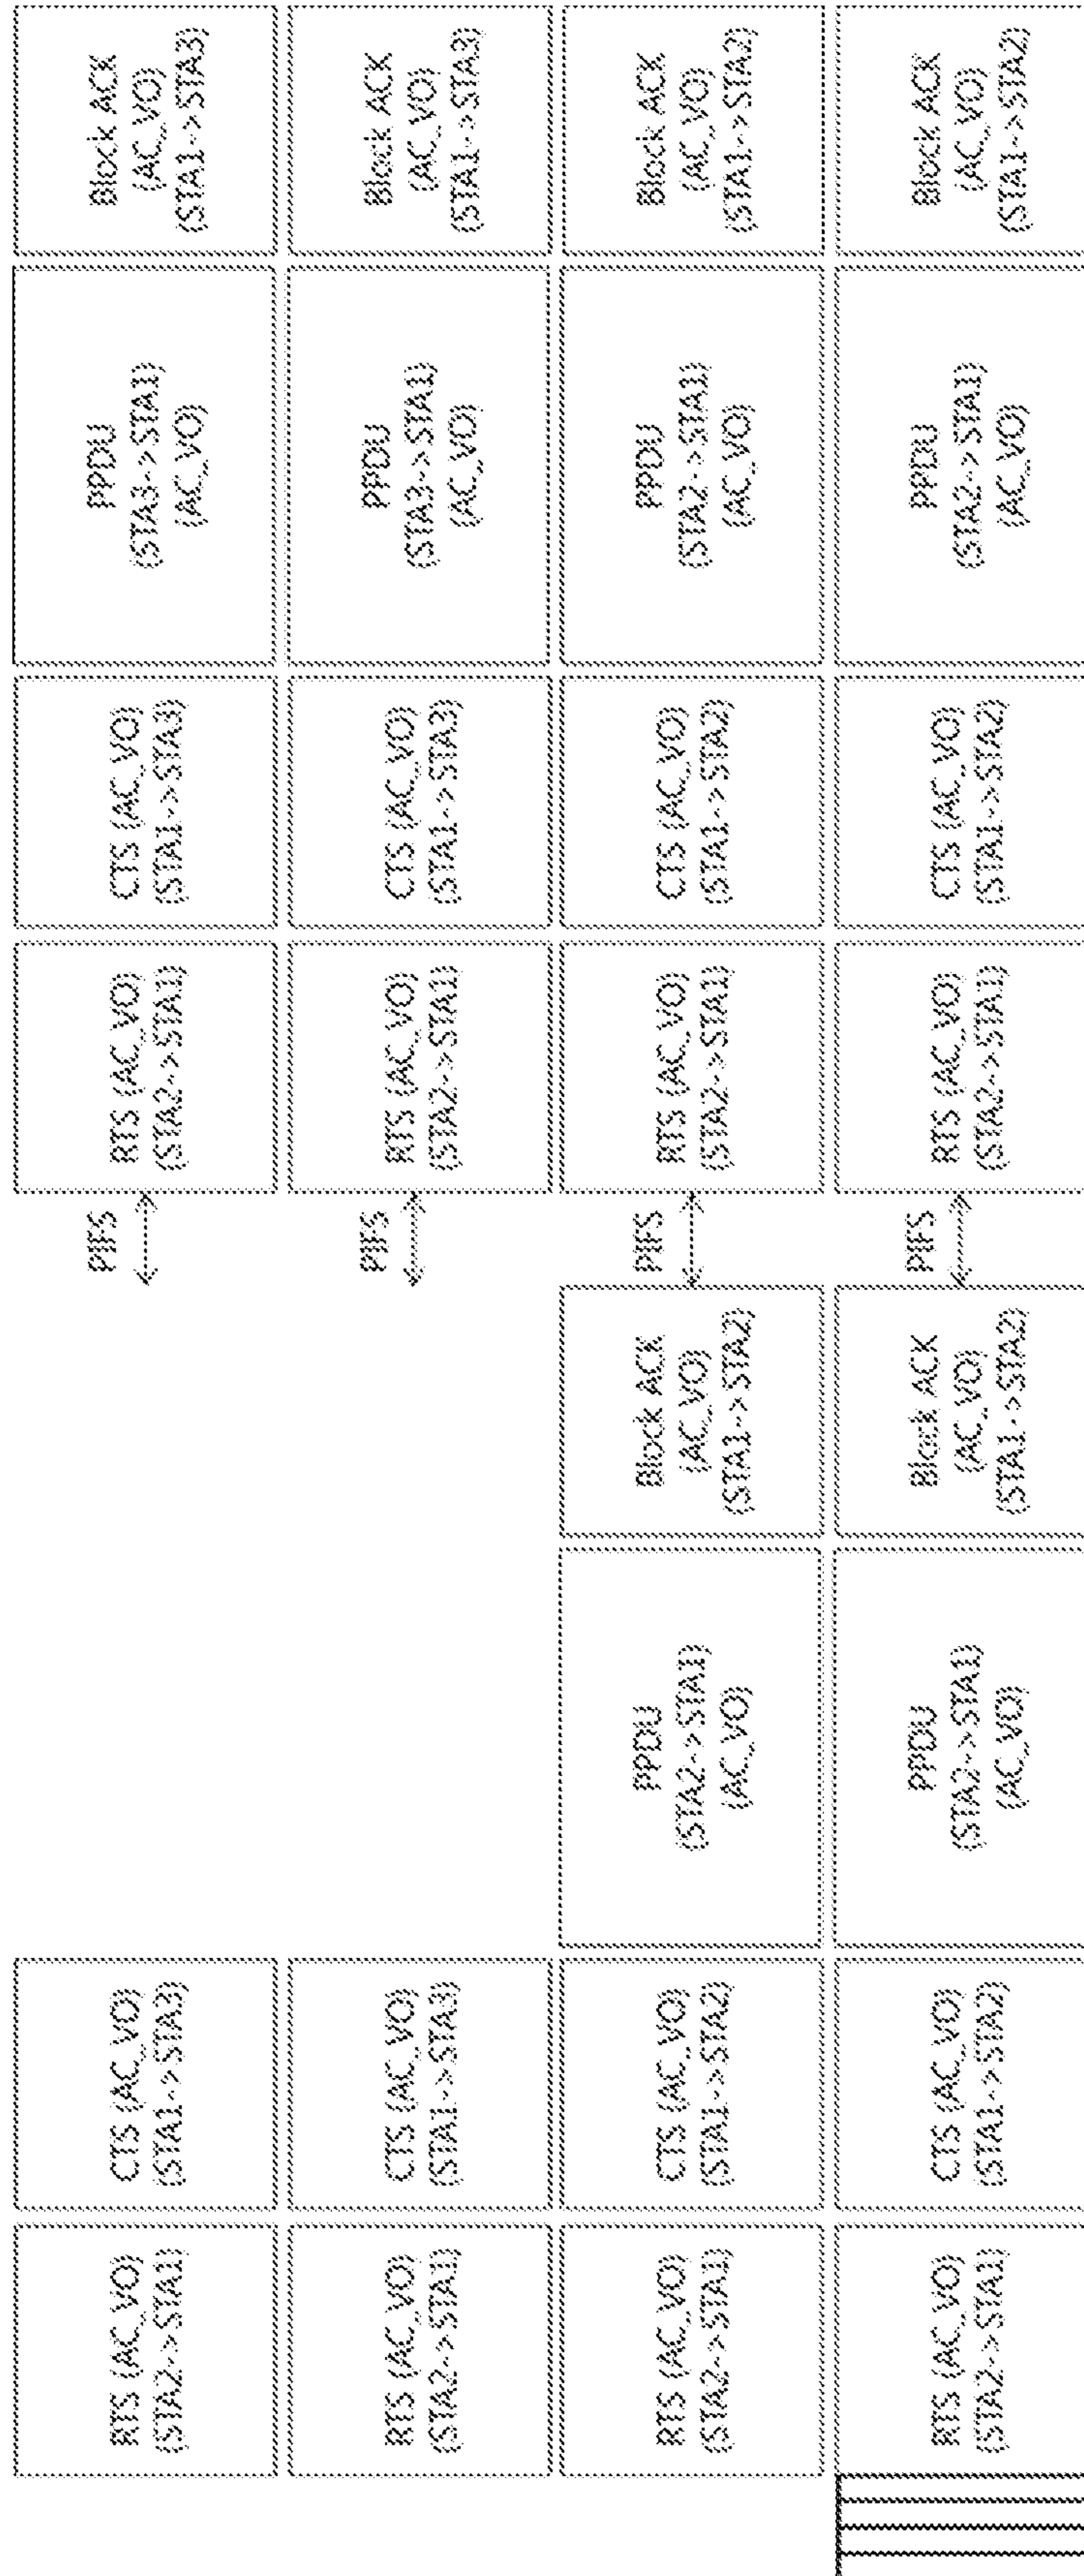 RTS (AC_VO)
(STA2->STA1)
CTS (AC_VO)
(STA1->STA3)
PIFS
RTS (AC_VO)
(STA2->STA1)
CTS (AC_VO)
(STA1->STA3)
PPDU
(STA3->STA1)
(AC_VO)
Block ACK
(AC_VO)
(STA1->STA3)
RTS (AC_VO)
(STA2->STA1)
CTS (AC_VO)
(STA1->STA3)
PIFS
RTS (AC_VO)
(STA2->STA1)
CTS (AC_VO)
(STA1->STA3)
PPDU
(STA3->STA1)
(AC_VO)
Block ACK
(AC_VO)
(STA1->STA3)
RTS (AC_VO)
(STA2->STA1)
CTS (AC_VO)
(STA1->STA2)
PPDU
(STA2->STA1)
(AC_VO)
Block ACK
(AC_VO)
(STA1->STA2)
PIFS
RTS (AC_VO)
(STA2->STA1)
CTS (AC_VO)
(STA1->STA2)
PPDU
(STA2->STA1)
(AC_VO)
Block ACK
(AC_VO)
(STA1->STA2)
RTS (AC_VO)
(STA2->STA1)
CTS (AC_VO)
(STA1->STA2)
PPDU
(STA2->STA1)
(AC_VO)
Block ACK
(AC_VO)
(STA1->STA2)
PIFS
RTS (AC_VO)
(STA2->STA1)
CTS (AC_VO)
(STA1->STA2)
PPDU
(STA2->STA1)
(AC_VO)
Block ACK
(AC_VO)
(STA1->STA2)